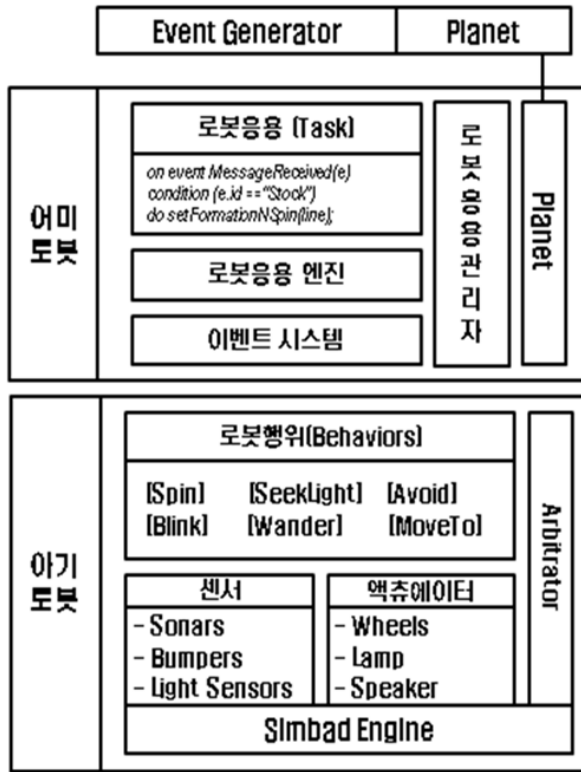 Event Generator
Planet
어미
로봇
로봇응용 (Task)
on event MessageReceived(e)
condition (e.id =="Stock")
do setFormationNSpin(line);
로봇응용 엔진
이벤트 시스템
로봇응용관리자
Planet
아기
로봇
로봇행위(Behaviors)
[Spin] [SeekLight] [Avoid]
[Blink] [Wander] [MoveTo]
센서
- Sonars
- Bumpers
- Light Sensors
액츄에이터
- Wheels
- Lamp
- Speaker
Arbitrator
Simbad Engine